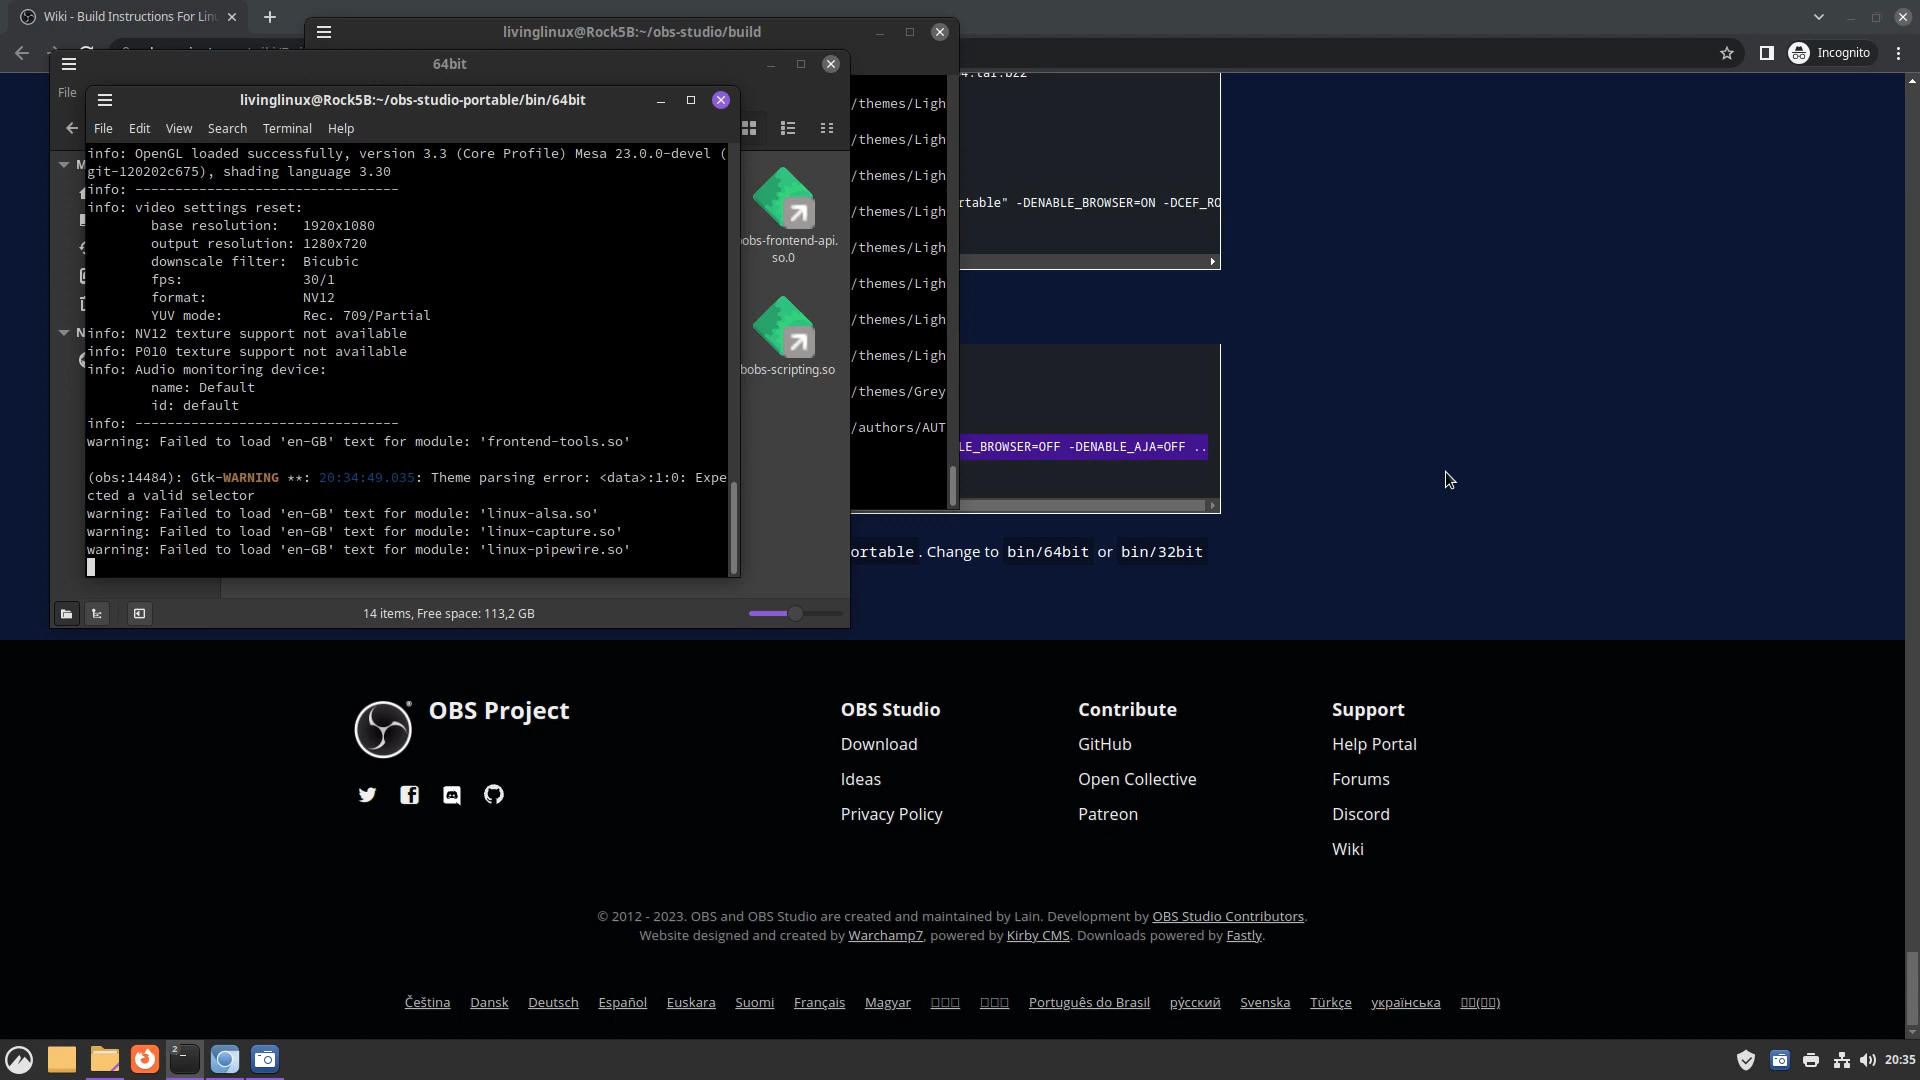 Wiki - Build Instructions For Lin
livinglinux@Rock5B:~/obs-studio/build
Incognito
64bit
File
livinglinux@Rock5B:~/obs-studio-portable/bin/64bit
File Edit View Search Terminal Help
info: OpenGL loaded successfully, version 3.3 (Core Profile) Mesa 23.0.0-devel (
git-120202c675), shading language 3.30
info: ---------------------------------
info: video settings reset:
base resolution: 1920x1080
output resolution: 1280x720
downscale filter: Bicubic
fps: 30/1
format: NV12
YUV mode: Rec. 709/Partial
info: NV12 texture support not available
info: P010 texture support not available
info: Audio monitoring device:
name: Default
id: default
info: ---------------------------------
warning: Failed to load 'en-GB' text for module: 'frontend-tools.so'
(obs:14484): Gtk-WARNING **: 20:34:49.035: Theme parsing error: <data>:1:0: Expe
cted a valid selector
warning: Failed to load 'en-GB' text for module: 'linux-alsa.so'
warning: Failed to load 'en-GB' text for module: 'linux-capture.so'
warning: Failed to load 'en-GB' text for module: 'linux-pipewire.so'
obs-frontend-api.
so.0
obs-scripting.so
14 items, Free space: 113,2 GB
/themes/Ligh
/themes/Ligh
/themes/Ligh
/themes/Ligh
/themes/Ligh
/themes/Ligh
/themes/Ligh
/themes/Ligh
/themes/Grey
/authors/AUT
rtable" -DENABLE_BROWSER=ON -DCEF_RO
LE_BROWSER=OFF -DENABLE_AJA=OFF ..
ortable. Change to bin/64bit or bin/32bit
OBS Project
OBS Studio
Download
Ideas
Privacy Policy
Contribute
GitHub
Open Collective
Patreon
Support
Help Portal
Forums
Discord
Wiki
© 2012 - 2023. OBS and OBS Studio are created and maintained by Lain. Development by OBS Studio Contributors.
Website designed and created by Warchamp7, powered by Kirby CMS. Downloads powered by Fastly.
Čeština Dansk Deutsch Español Euskara Suomi Français Magyar Português do Brasil ру́сский Svenska Türkçe українська
2
20:35